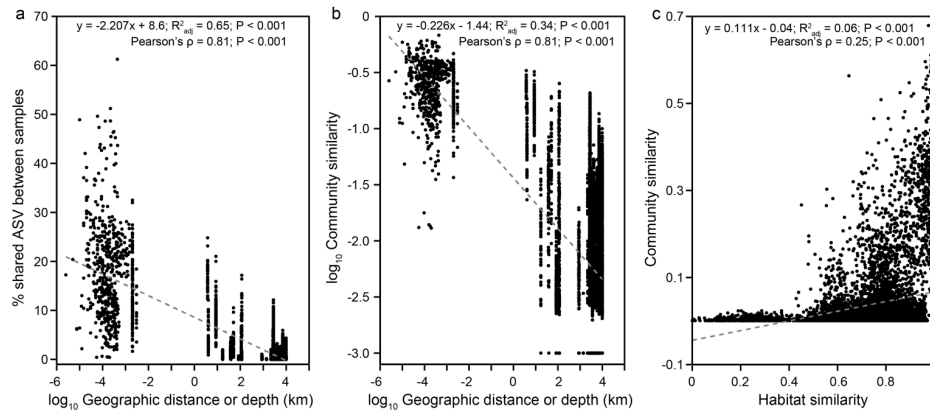 a
y = -2.207x + 8.6; R²adj = 0.65; P < 0.001
Pearson's ρ = 0.81; P < 0.001
% shared ASV between samples
70
60
50
40
30
20
10
0
-6 -4 -2 0 2 4 6
log10 Geographic distance or depth (km)
b
y = -0.226x - 1.44; R²adj = 0.34; P < 0.001
Pearson's ρ = 0.81; P < 0.001
log10 Community similarity
-0.5
-1.0
-1.5
-2.0
-2.5
-3.0
-6 -4 -2 0 2 4 6
log10 Geographic distance or depth (km)
c
y = 0.111x - 0.04; R²adj = 0.06; P < 0.001
Pearson's ρ = 0.25; P < 0.001
Community similarity
0.7
0.5
0.3
0.1
-0.1
0 0.2 0.4 0.6 0.8
Habitat similarity